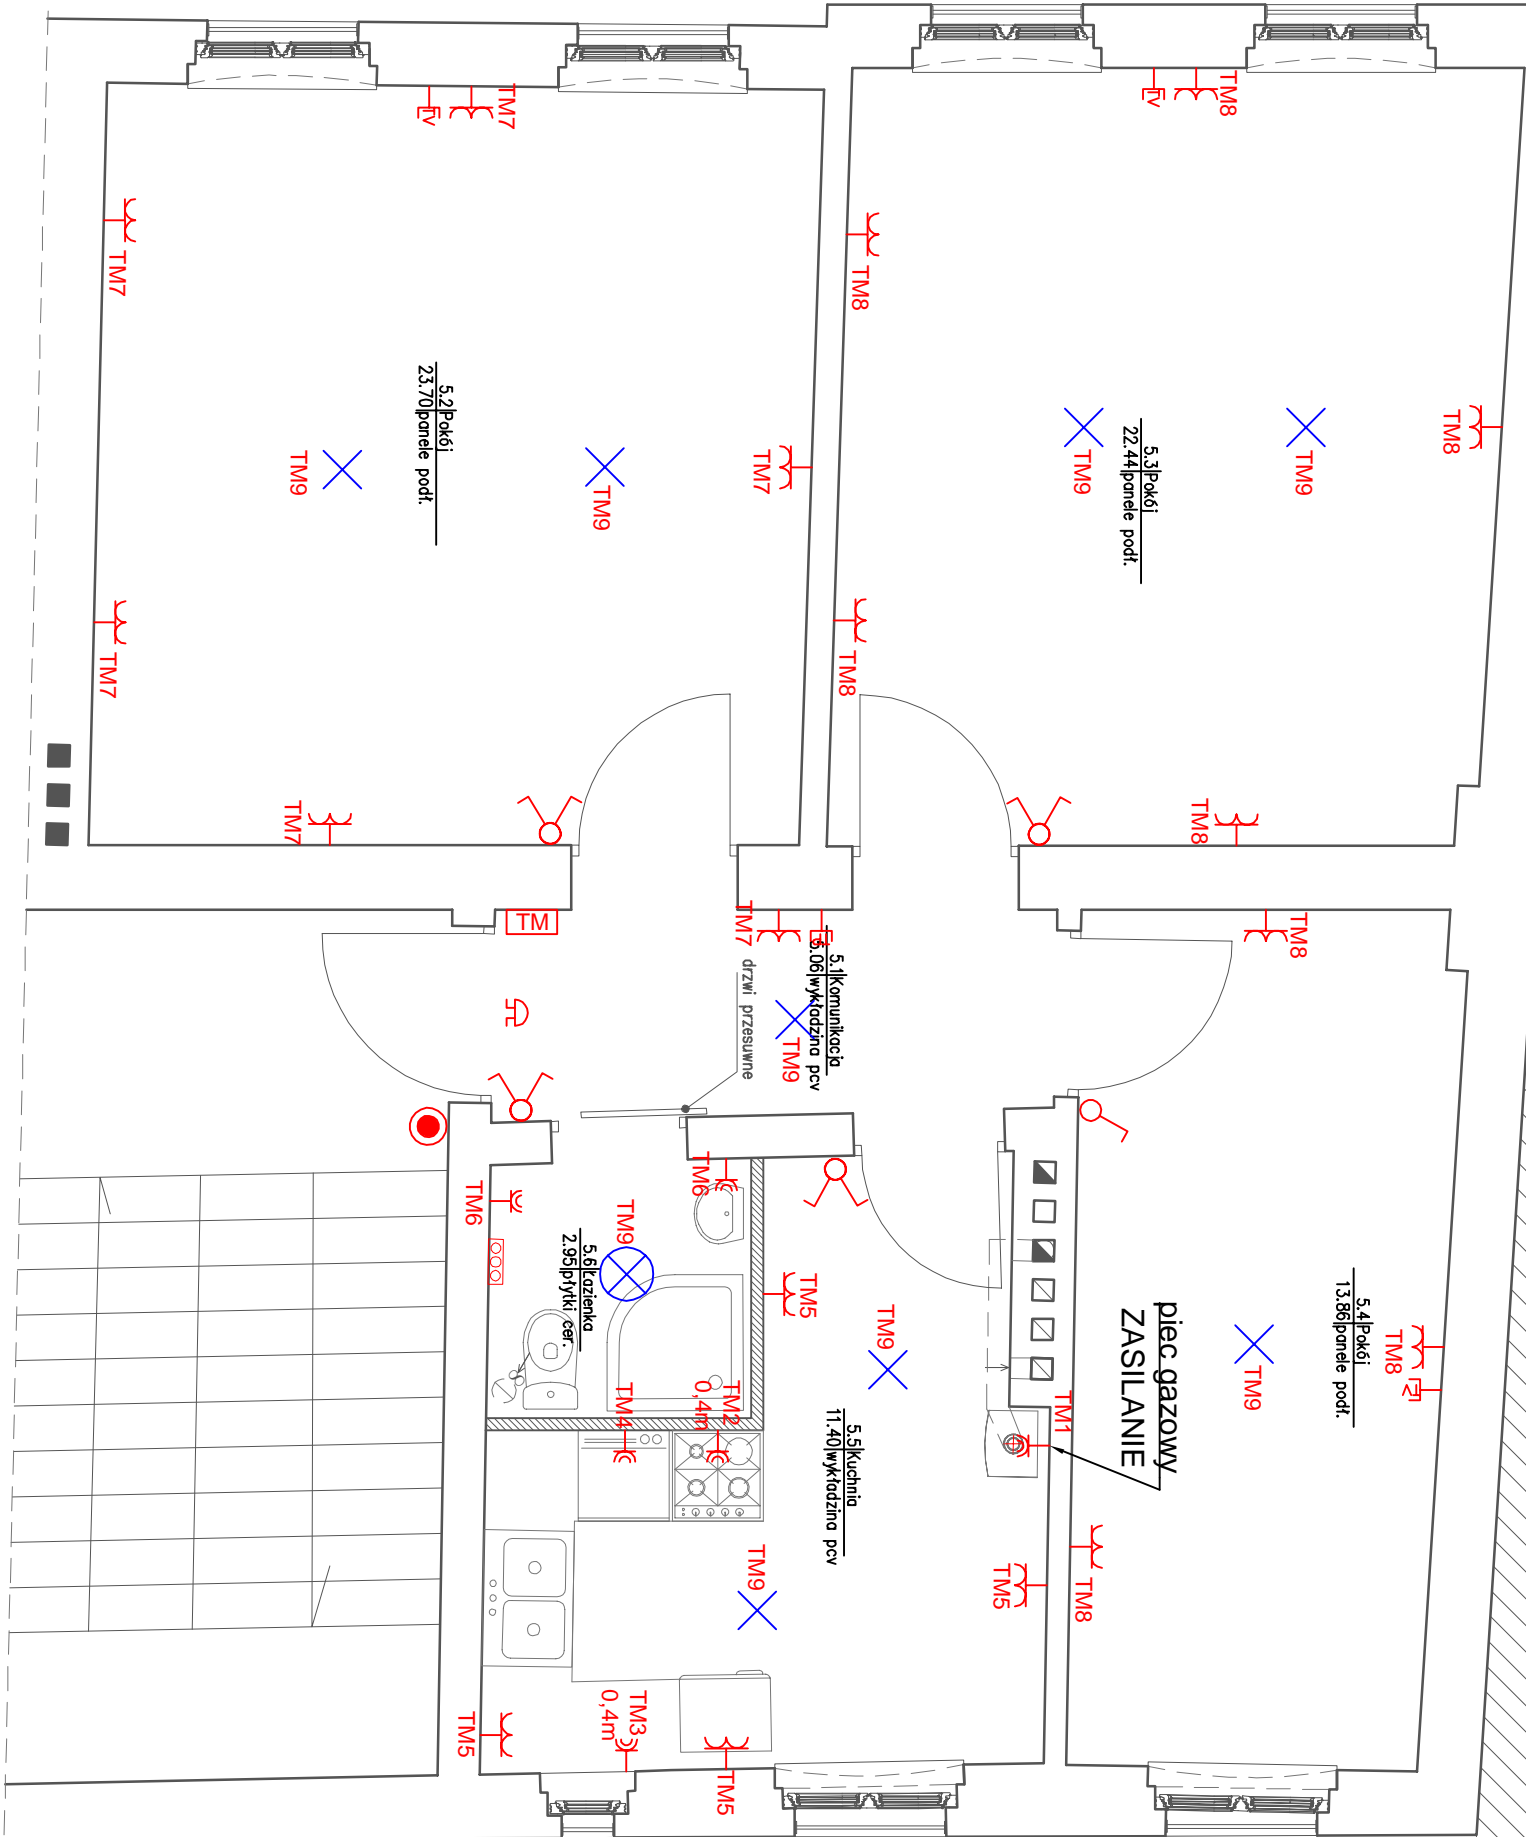 TM7
TV
TM8
TV
TM7
TM8
TM8
5.2 Pokój
23.70 panele podł.
5.3 Pokój
22.44 panele podł.
TM9
TM9
TM7
TM9
TM9
TM7
TM8
TM7
TM8
TM
TM7
TM8
5.1 Komunikacja
5.06 wykładzina pcv
drzwi przesuwne
TM9
TM6
TM6
TM9
5.6 Łazienka
2.95 płytki cer.
TM5
TM9
piec gazowy
ZASILANIE
5.4 Pokój
13.86 panele podł.
TM8
TM9
TM4
TM2
0,4m
5.5 Kuchnia
11.40 wykładzina pcv
TM1
TM9
TM5
TM8
TM5
TM3
0,4m
TM5